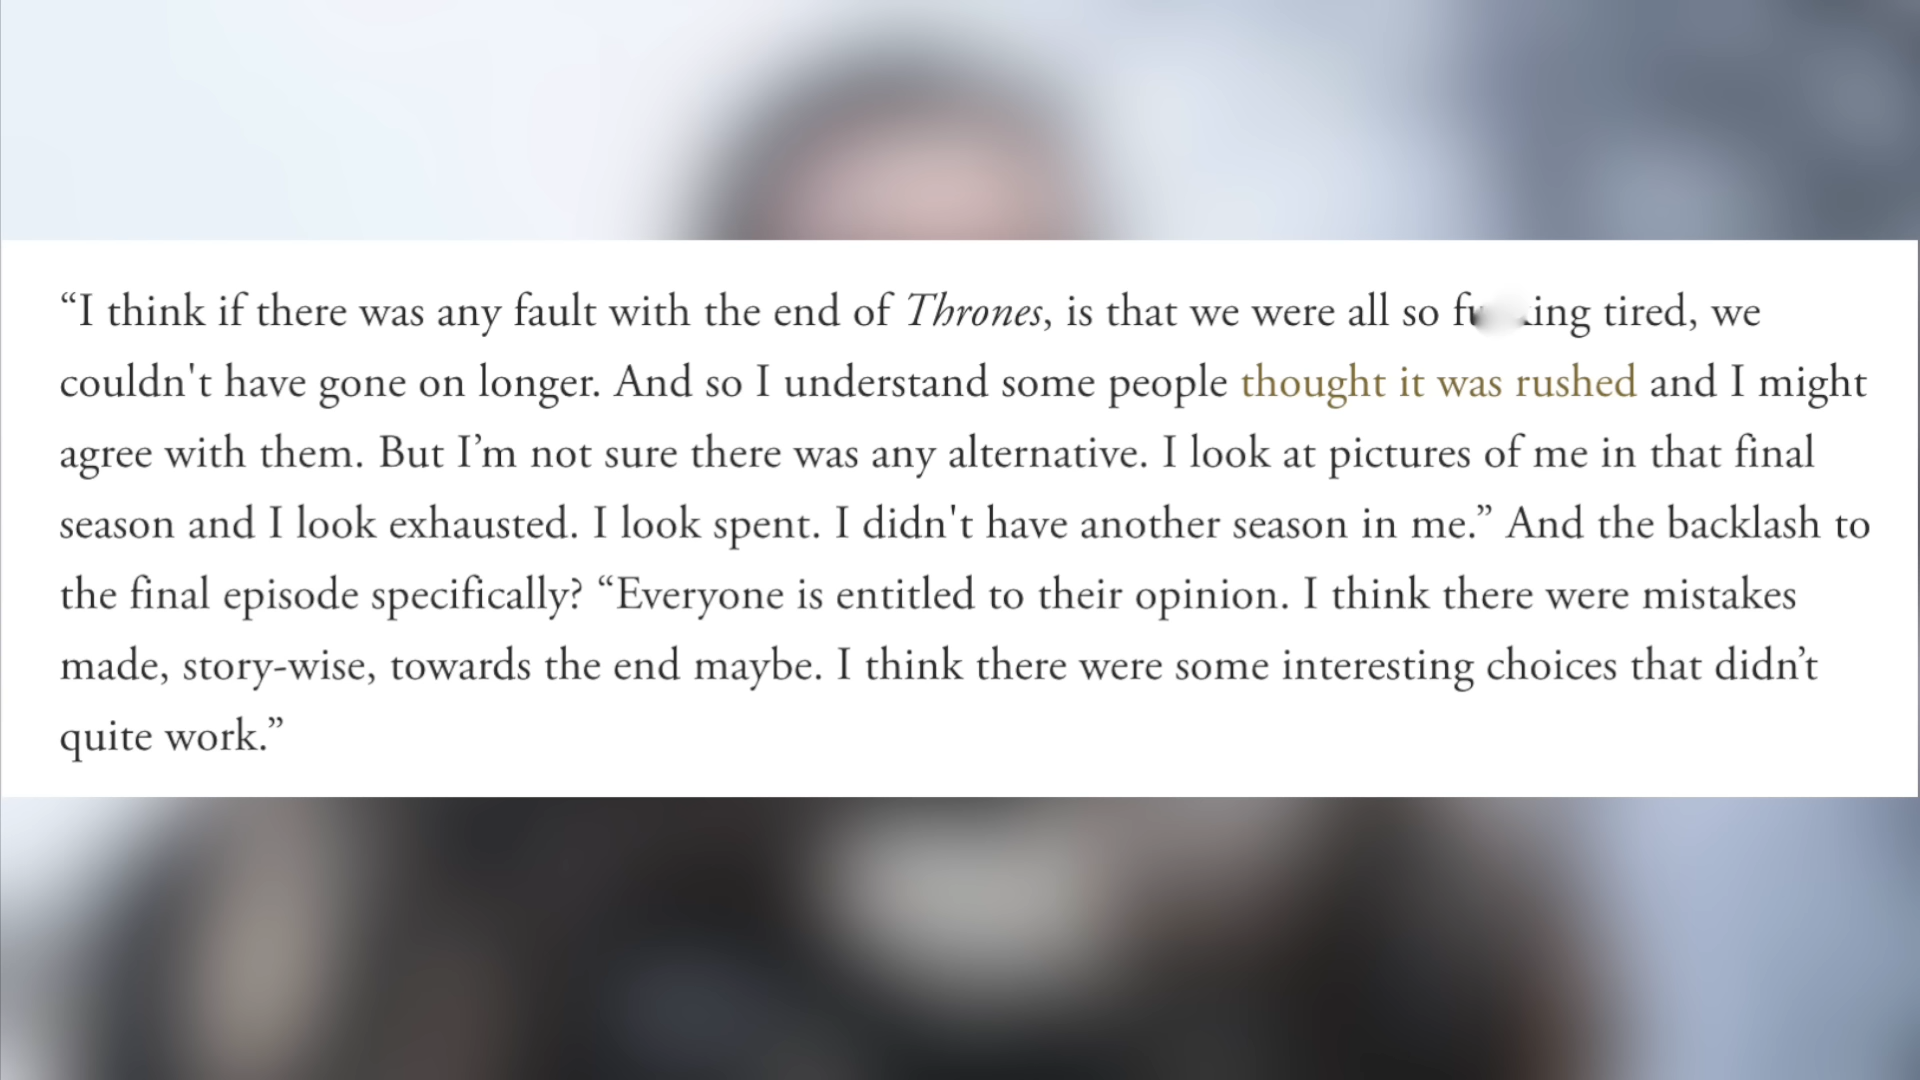 “I think if there was any fault with the end of Thrones, is that we were all so tired, we
couldn't have gone on longer. And so I understand some people thought it was rushed and I might
agree with them. But I’m not sure there was any alternative. I look at pictures of me in that final
season and I look exhausted. I look spent. I didn't have another season in me.” And the backlash to
the final episode specifically? “Everyone is entitled to their opinion. I think there were mistakes
made, story-wise, towards the end maybe. I think there were some interesting choices that didn’t
quite work.”